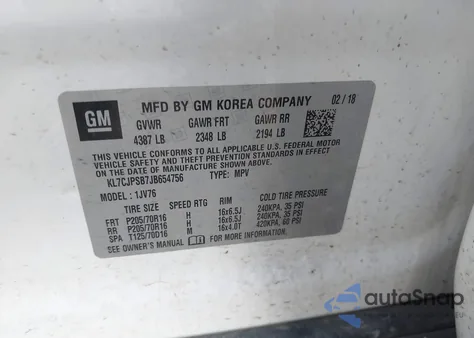 GM
MFD BY GM KOREA COMPANY 02 / 18
GVWR GAWR FRT GAWR RR
4387 LB 2348 LB 2194 LB
THIS VEHICLE CONFORMS TO ALL APPLICABLE U.S. FEDERAL MOTOR
VEHICLE SAFETY STANDARDS IN EFFECT ON THE DATE OF MANUFACTURE SHOWN ABOVE.
KL7CJPSB7JB654756 TYPE: MPV
MODEL : 1JV76
TIRE SIZE SPEED RTG RIM COLD TIRE PRESSURE
FRT P205/70R16 H 16x6.5J 240KPA, 35 PSI
RR P205/70R16 H 16x6.5J 240KPA, 35 PSI
SPA T125/70D16 M 16x4.0T 420KPA, 60 PSI
SEE OWNER'S MANUAL FOR MORE INFORMATION.
autoSnap